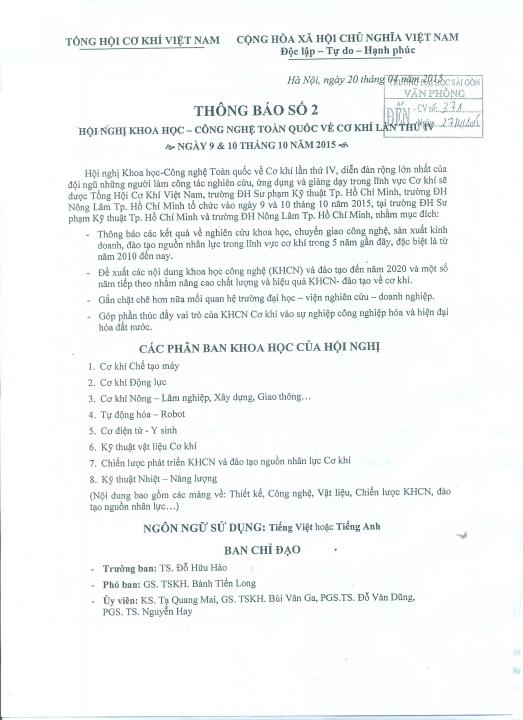 TỔNG HỘI CƠ KHÍ VIỆT NAM CỘNG HÒA XÃ HỘI CHỦ NGHĨA VIỆT NAM
Độc lập – Tự do – Hạnh phúc
Hà Nội, ngày 20 tháng 04 năm 2015
TRƯỜNG ĐẠI HỌC SÀI GÒN
VĂN PHÒNG
ĐẾN
CV số: 378
Ngày:
THÔNG BÁO SỐ 2
HỘI NGHỊ KHOA HỌC – CÔNG NGHỆ TOÀN QUỐC VỀ CƠ KHÍ LẦN THỨ IV
NGÀY 9 & 10 THÁNG 10 NĂM 2015
Hội nghị Khoa học-Công nghệ Toàn quốc về Cơ khí lần thứ IV, diễn đàn rộng lớn nhất của
đội ngũ những người làm công tác nghiên cứu, ứng dụng và giảng dạy trong lĩnh vực Cơ khí sẽ
được Tổng Hội Cơ Khí Việt Nam, trường ĐH Sư phạm Kỹ thuật Tp. Hồ Chí Minh, trường ĐH
Nông Lâm Tp. Hồ Chí Minh tổ chức vào ngày 9 và 10 tháng 10 năm 2015, tại trường ĐH Sư
phạm Kỹ thuật Tp. Hồ Chí Minh và trường ĐH Nông Lâm Tp. Hồ Chí Minh, nhằm mục đích:
- Thông báo các kết quả về nghiên cứu khoa học, chuyển giao công nghệ, sản xuất kinh
doanh, đào tạo nguồn nhân lực trong lĩnh vực cơ khí trong 5 năm gần đây, đặc biệt là từ
năm 2010 đến nay.
- Đề xuất các nội dung khoa học công nghệ (KHCN) và đào tạo đến năm 2020 và một số
năm tiếp theo nhằm nâng cao chất lượng và hiệu quả KHCN- đào tạo về cơ khí.
- Gắn chặt chẽ hơn nữa mối quan hệ trường đại học – viện nghiên cứu – doanh nghiệp.
- Góp phần thúc đẩy vai trò của KHCN Cơ khí vào sự nghiệp công nghiệp hóa và hiện đại
hóa đất nước.
CÁC PHÂN BAN KHOA HỌC CỦA HỘI NGHỊ
1. Cơ khí Chế tạo máy
2. Cơ khí Động lực
3. Cơ khí Nông – Lâm nghiệp, Xây dựng, Giao thông…
4. Tự động hóa – Robot
5. Cơ điện tử - Y sinh
6. Kỹ thuật vật liệu Cơ khí
7. Chiến lược phát triển KHCN và đào tạo nguồn nhân lực Cơ khí
8. Kỹ thuật Nhiệt – Năng lượng
(Nội dung bao gồm các mảng về: Thiết kế, Công nghệ, Vật liệu, Chiến lược KHCN, đào
tạo nguồn nhân lực…)
NGÔN NGỮ SỬ DỤNG: Tiếng Việt hoặc Tiếng Anh
BAN CHỈ ĐẠO
- Trưởng ban: TS. Đỗ Hữu Hào
- Phó ban: GS. TSKH. Bành Tiến Long
- Ủy viên: KS. Tạ Quang Mai, GS. TSKH. Bùi Văn Ga, PGS.TS. Đỗ Văn Dũng,
PGS. TS. Nguyễn Hay